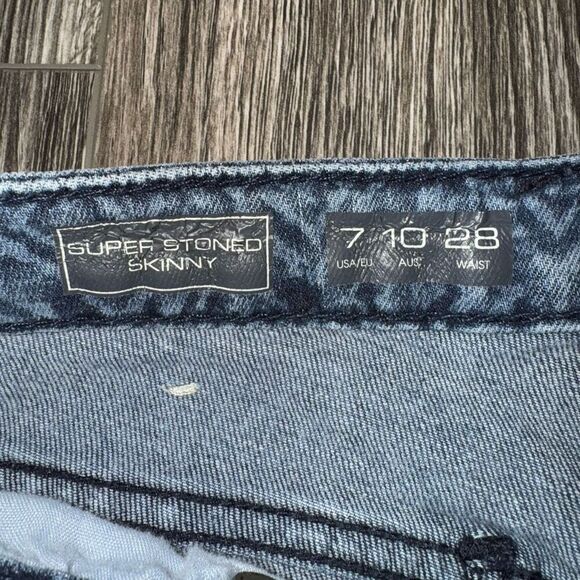 SUPER STONED
SKINNY
7 10 28
USA/EU AUS WAIST